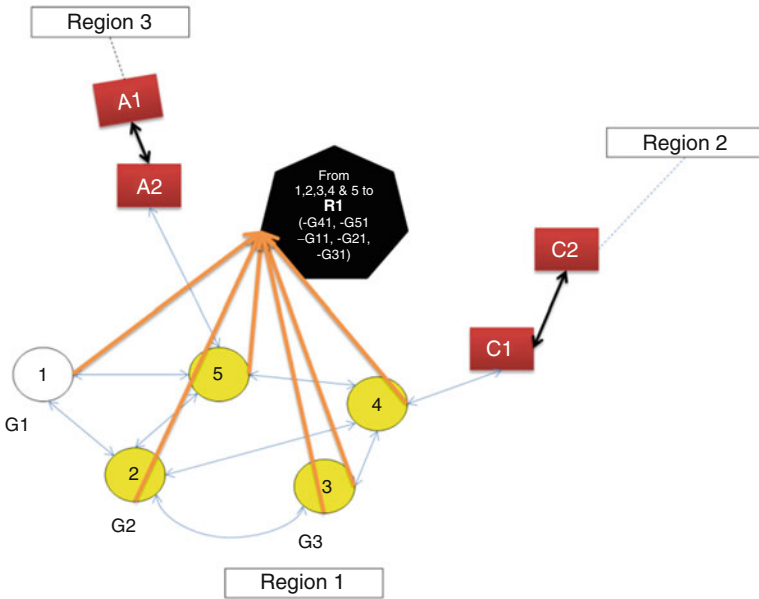 Region 3
A1
A2
Region 2
From
1,2,3,4 & 5 to
R1
(-G41, -G51
–G11, -G21,
-G31)
C2
C1
1
5
4
G1
2
3
G2
G3
Region 1